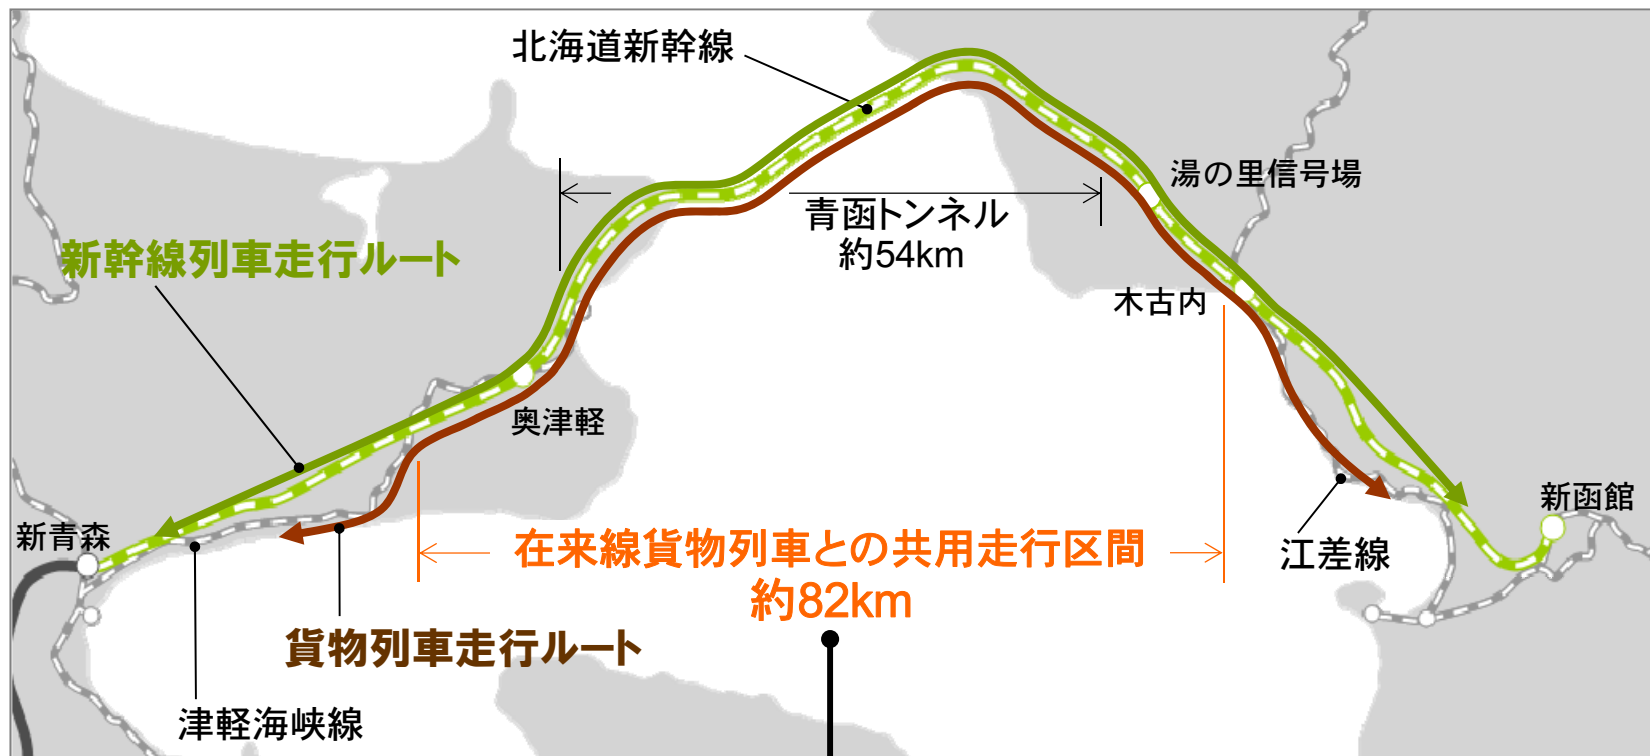 北海道新幹線
湯の里信号場
青函トンネル
約54km
新幹線列車走行ルート
木古内
奥津軽
新函館
新青森
在来線貨物列車との共用走行区間
約82km
江差線
貨物列車走行ルート
津軽海峡線